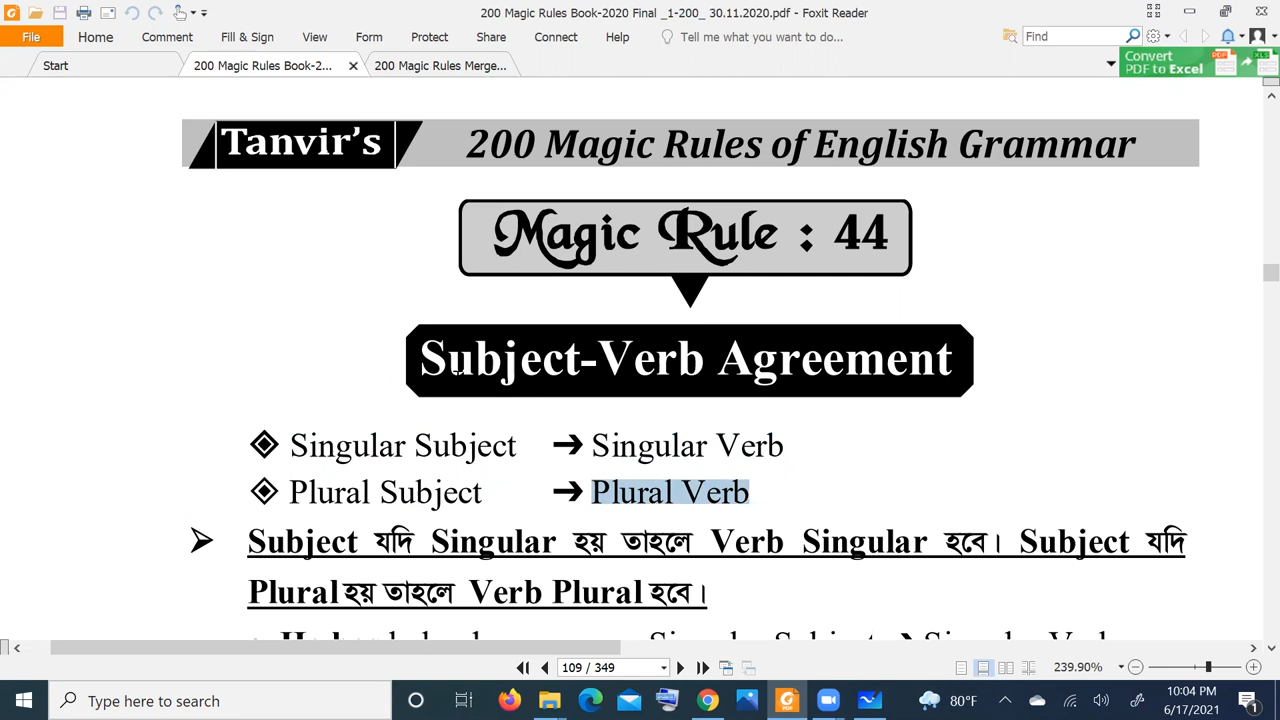 200 Magic Rules Book-2020 Final _1-200_ 30.11.2020.pdf - Foxit Reader
File Home Comment Fill & Sign View Form Protect Share Connect Help Tell me what you want to do... Find
Start 200 Magic Rules Book-2... 200 Magic Rules Merge... Convert
PDF to Excel
Tanvir's 200 Magic Rules of English Grammar
Magic Rule : 44
Subject-Verb Agreement
Singular Subject ➔ Singular Verb
Plural Subject ➔ Plural Verb
➢ Subject যদি Singular হয় তাহলে Verb Singular হবে। Subject যদি
Plural হয় তাহলে Verb Plural হবে।
109 / 349 239.90%
Type here to search 80°F 10:04 PM
6/17/2021